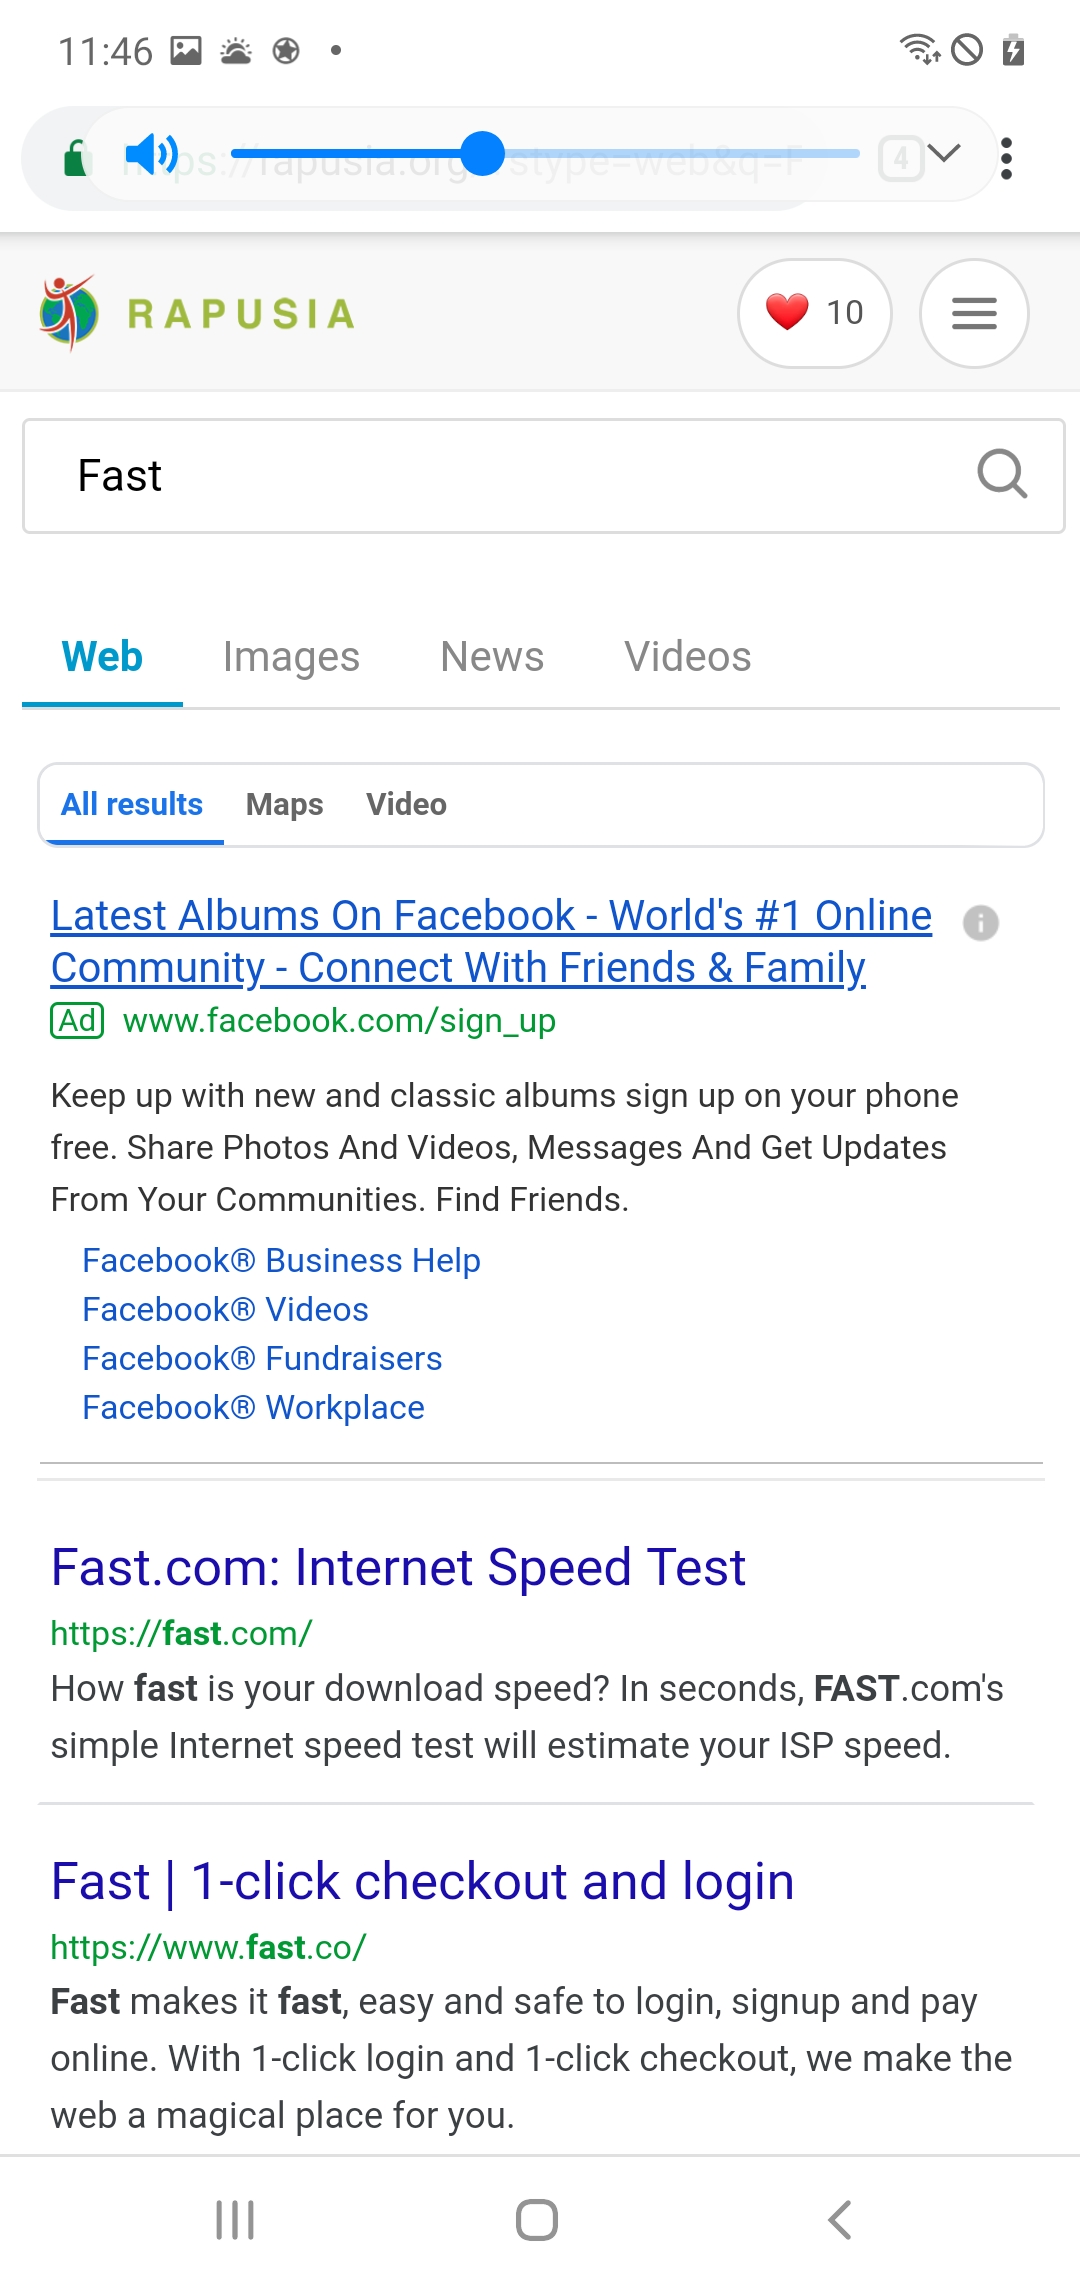 11:46
https://rapusia.org stype=web&q=F
4
RAPUSIA
10
Fast
Web Images News Videos
All results Maps Video
Latest Albums On Facebook - World's #1 Online
Community - Connect With Friends & Family
Ad www.facebook.com/sign_up
Keep up with new and classic albums sign up on your phone
free. Share Photos And Videos, Messages And Get Updates
From Your Communities. Find Friends.
Facebook® Business Help
Facebook® Videos
Facebook® Fundraisers
Facebook® Workplace
Fast.com: Internet Speed Test
https://fast.com/
How fast is your download speed? In seconds, FAST.com's
simple Internet speed test will estimate your ISP speed.
Fast | 1-click checkout and login
https://www.fast.co/
Fast makes it fast, easy and safe to login, signup and pay
online. With 1-click login and 1-click checkout, we make the
web a magical place for you.